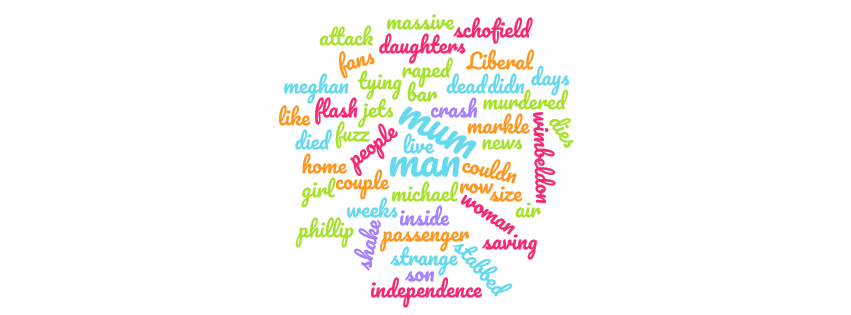 massive
schofield
attack
daughters
fans
Liberal
raped
meghan
tying
dead
didn
days
bar
murdered
like
flash
jets
crash
mum
markle
wimbeldon
dies
died
fuzz
people
live
news
home
man
couldn
girl
couple
michael
row
size
woman
air
weeks
inside
phillip
shake
passenger
saving
strange
stabbed
son
independence